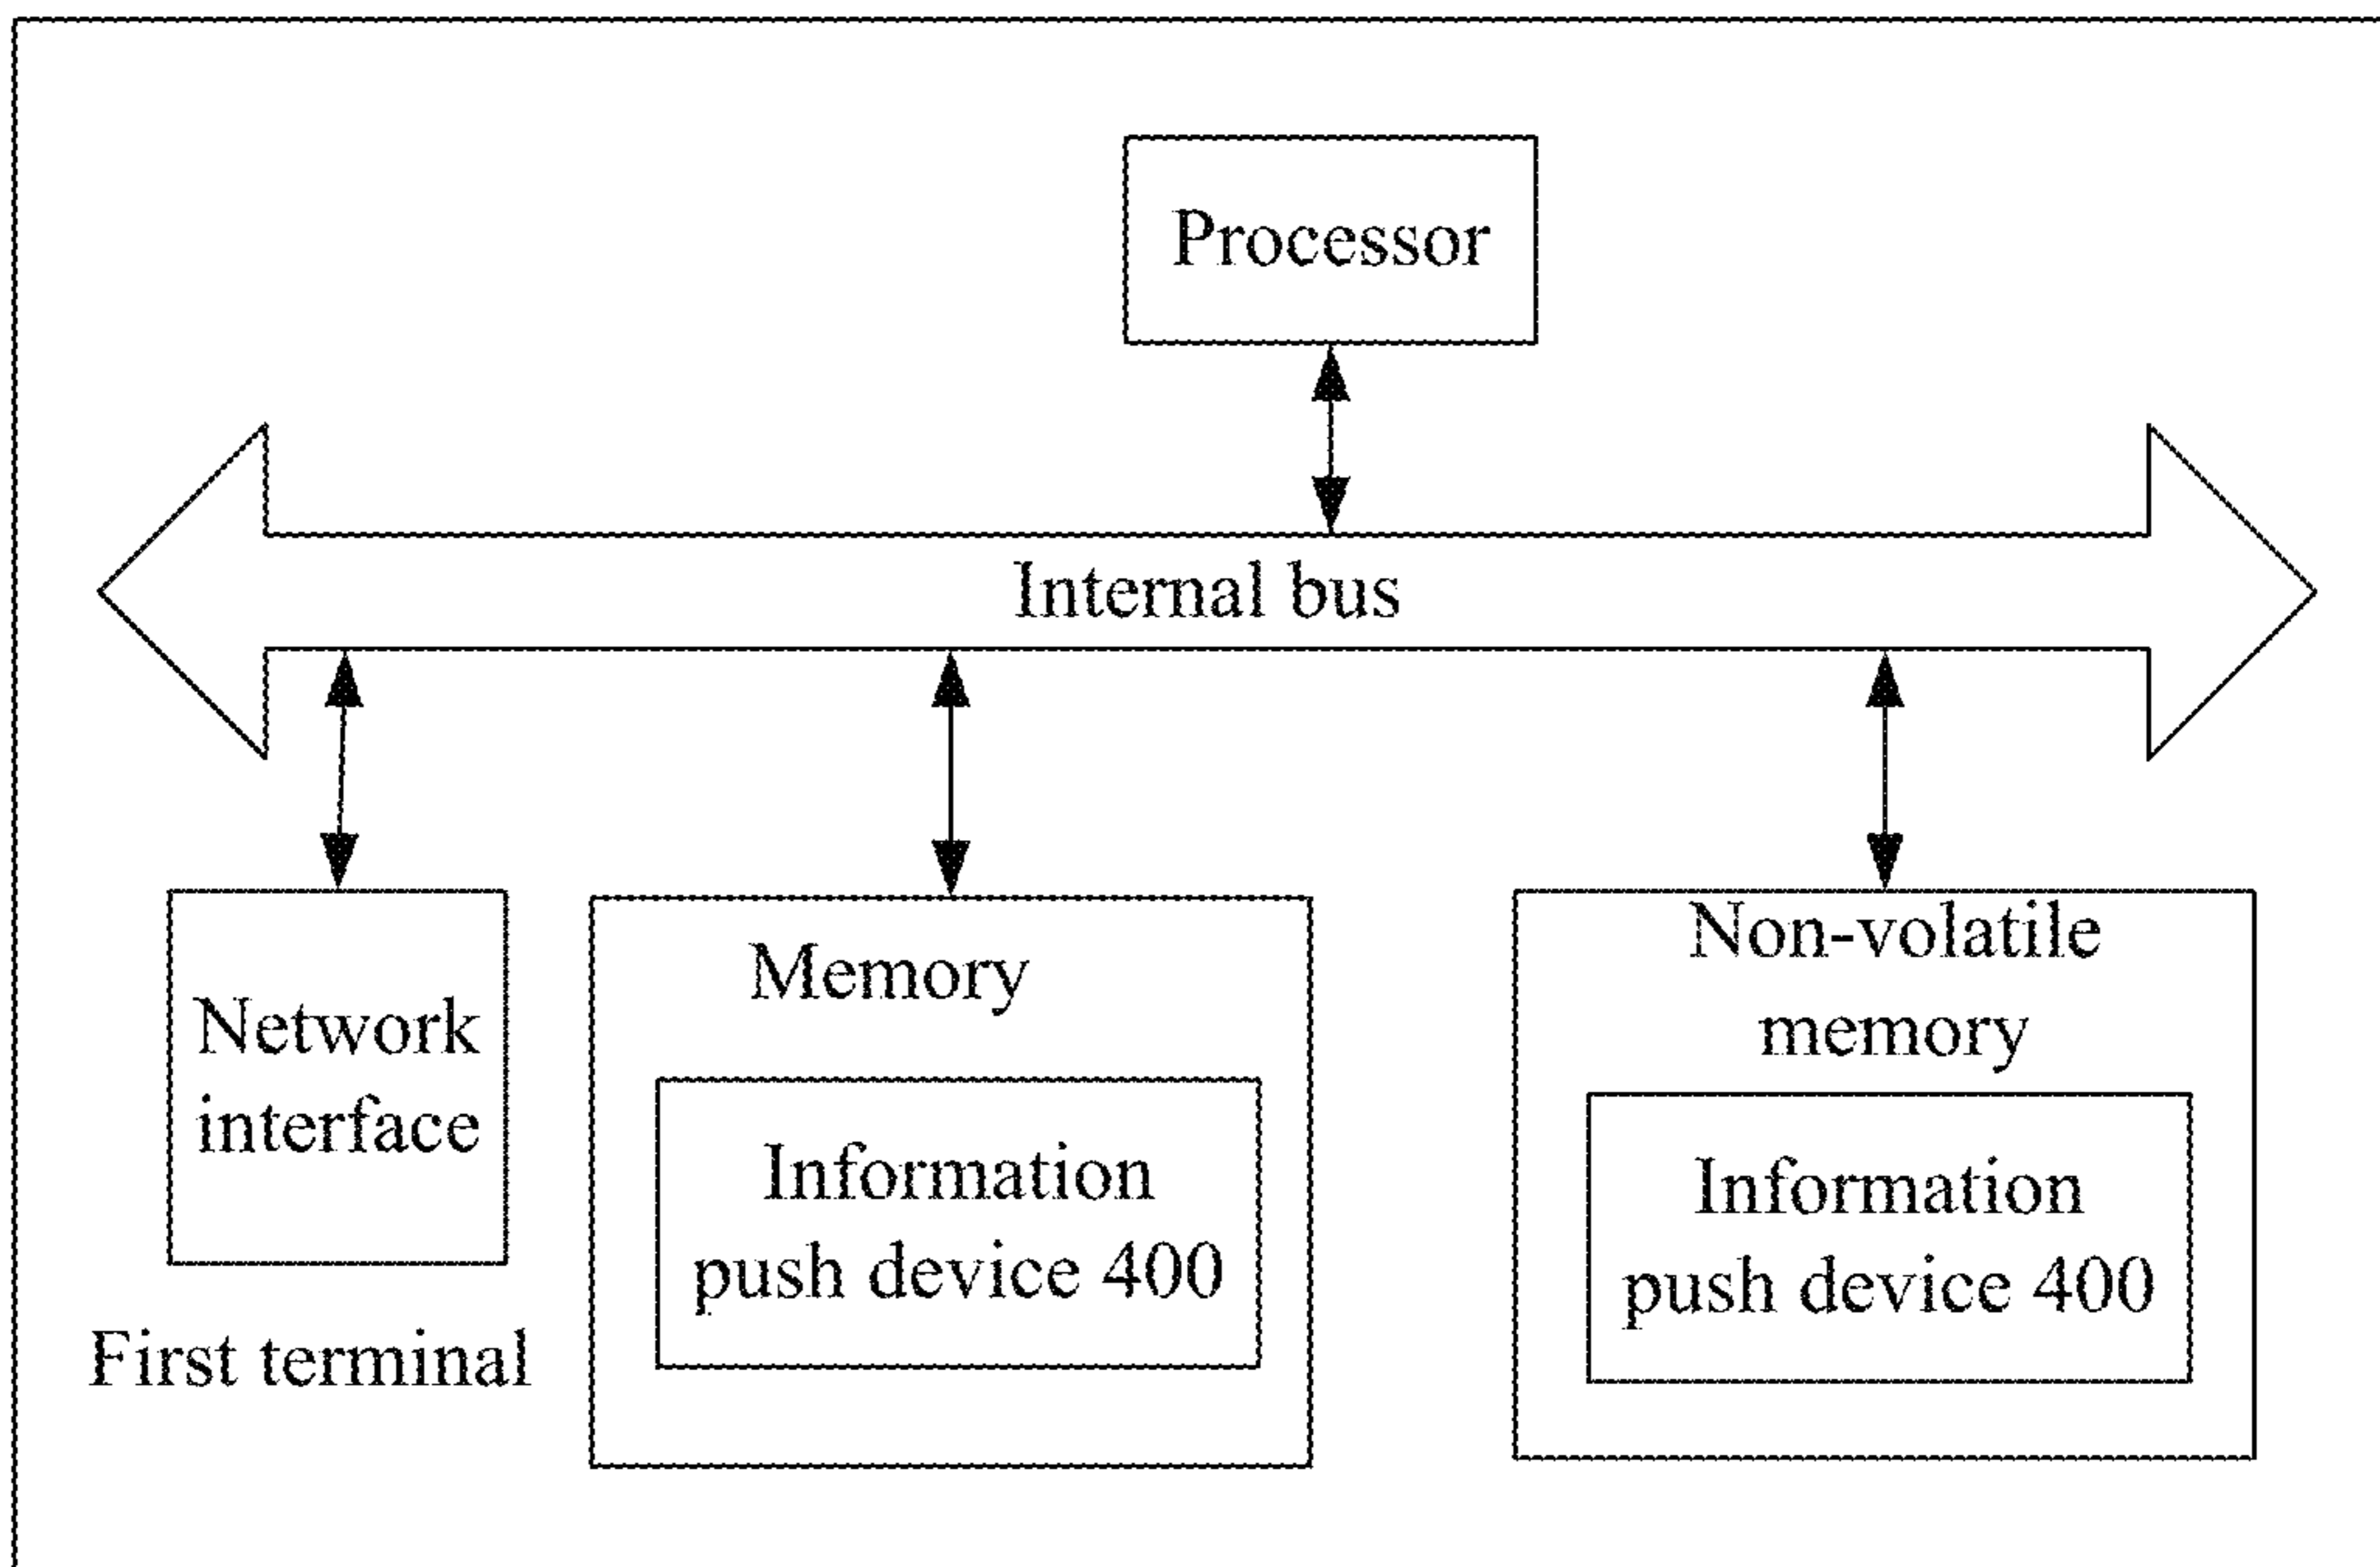 Processor
Internal bus
Network
interface
First terminal
Memory
Information
push device 400
Non-volatile
memory
Information
push device 400